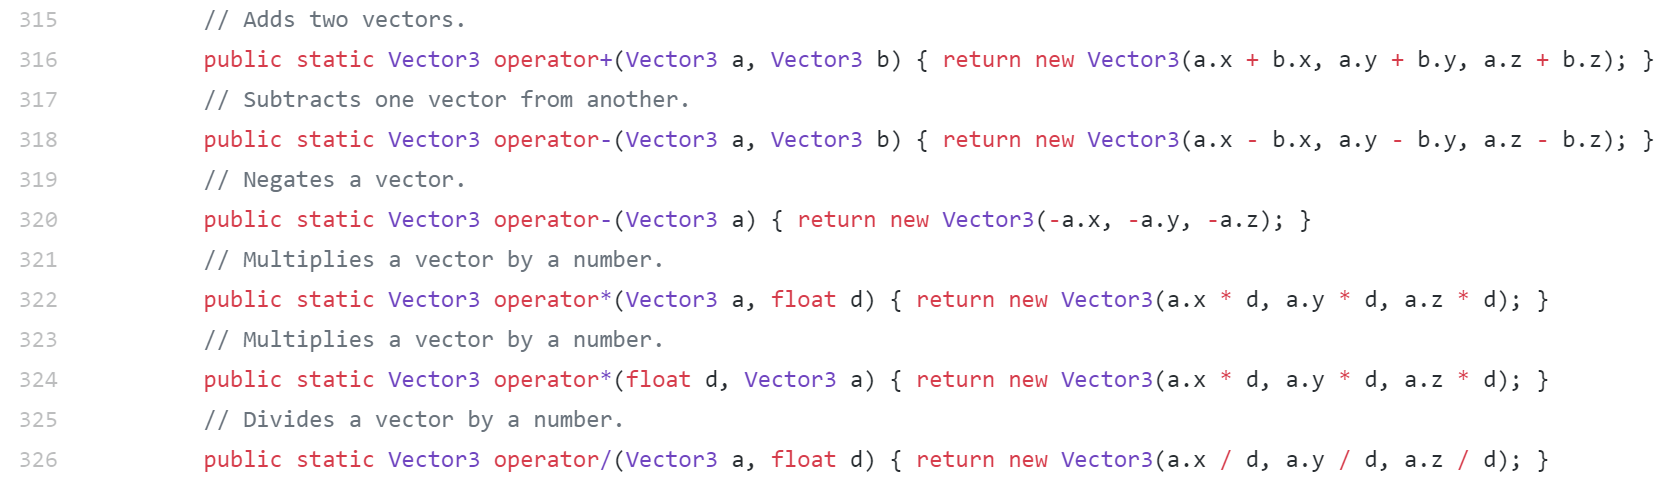 315 // Adds two vectors.
316 public static Vector3 operator+(Vector3 a, Vector3 b) { return new Vector3(a.x + b.x, a.y + b.y, a.z + b.z); }
317 // Subtracts one vector from another.
318 public static Vector3 operator-(Vector3 a, Vector3 b) { return new Vector3(a.x - b.x, a.y - b.y, a.z - b.z); }
319 // Negates a vector.
320 public static Vector3 operator-(Vector3 a) { return new Vector3(-a.x, -a.y, -a.z); }
321 // Multiplies a vector by a number.
322 public static Vector3 operator*(Vector3 a, float d) { return new Vector3(a.x * d, a.y * d, a.z * d); }
323 // Multiplies a vector by a number.
324 public static Vector3 operator*(float d, Vector3 a) { return new Vector3(a.x * d, a.y * d, a.z * d); }
325 // Divides a vector by a number.
326 public static Vector3 operator/(Vector3 a, float d) { return new Vector3(a.x / d, a.y / d, a.z / d); }